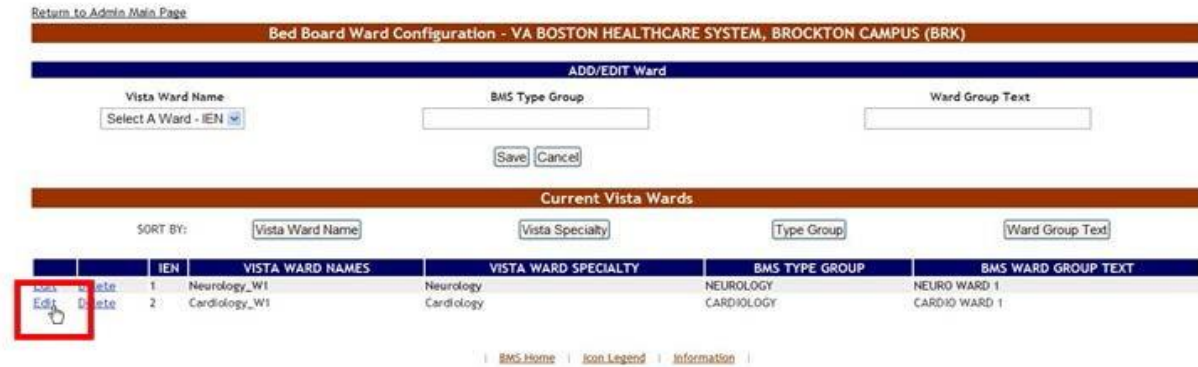 Return to Admin Main Page
Bed Board Ward Configuration - VA BOSTON HEALTHCARE SYSTEM, BROCKTON CAMPUS (BRK)
ADD/EDIT Ward
Vista Ward Name BMS Type Group Ward Group Text
Select A Ward - IEN
Save Cancel
Current Vista Wards
SORT BY: Vista Ward Name Vista Specialty Type Group Ward Group Text
IEN VISTA WARD NAMES VISTA WARD SPECIALTY BMS TYPE GROUP BMS WARD GROUP TEXT
Edit Delete 1 Neurology_W1 Neurology NEUROLOGY NEURO WARD 1
Edit Delete 2 Cardiology_W1 Cardiology CARDIOLOGY CARDIO WARD 1
| BMS Home | Icon Legend | Information |